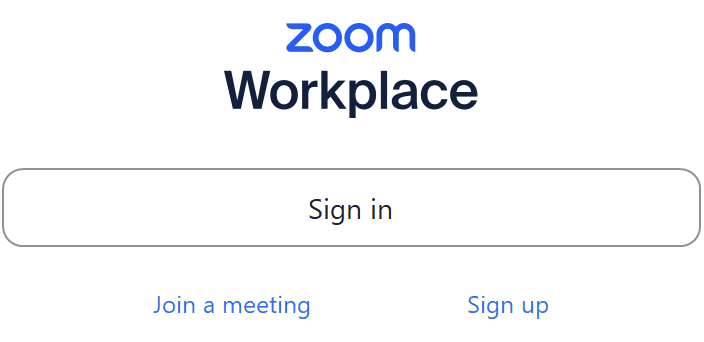 zoom
Workplace
Sign in
Join a meeting Sign up